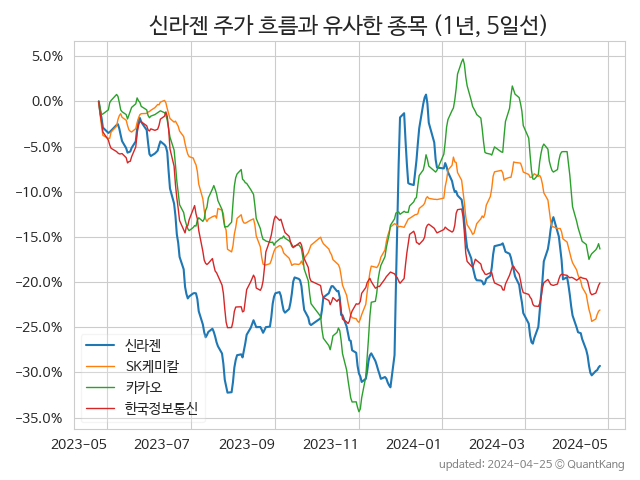 신라젠 주가 흐름과 유사한 종목 (1년, 5일선)
5.0%
0.0%
−5.0%
−10.0%
−15.0%
−20.0%
−25.0%
−30.0%
−35.0%
신라젠
SK케미칼
카카오
한국정보통신
2023-05 2023-07 2023-09 2023-11 2024-01 2024-03 2024-05
updated: 2024-04-25 © QuantKang